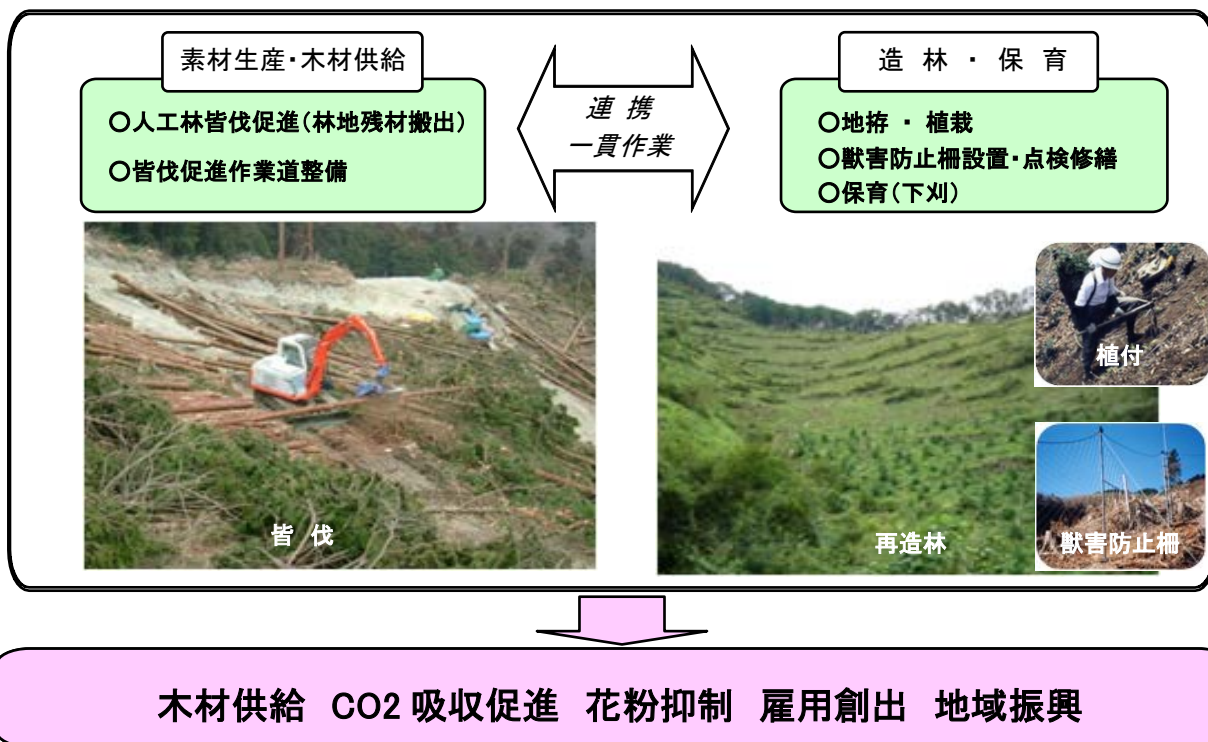 素材生産・木材供給
○人工林皆伐促進(林地残材搬出)
○皆伐促進作業道整備
連 携
一貫作業
造 林 ・ 保 育
○地拵 ・ 植栽
○獣害防止柵設置・点検修繕
○保育(下刈)
皆 伐
再造林
植付
獣害防止柵
木材供給 CO2 吸収促進 花粉抑制 雇用創出 地域振興